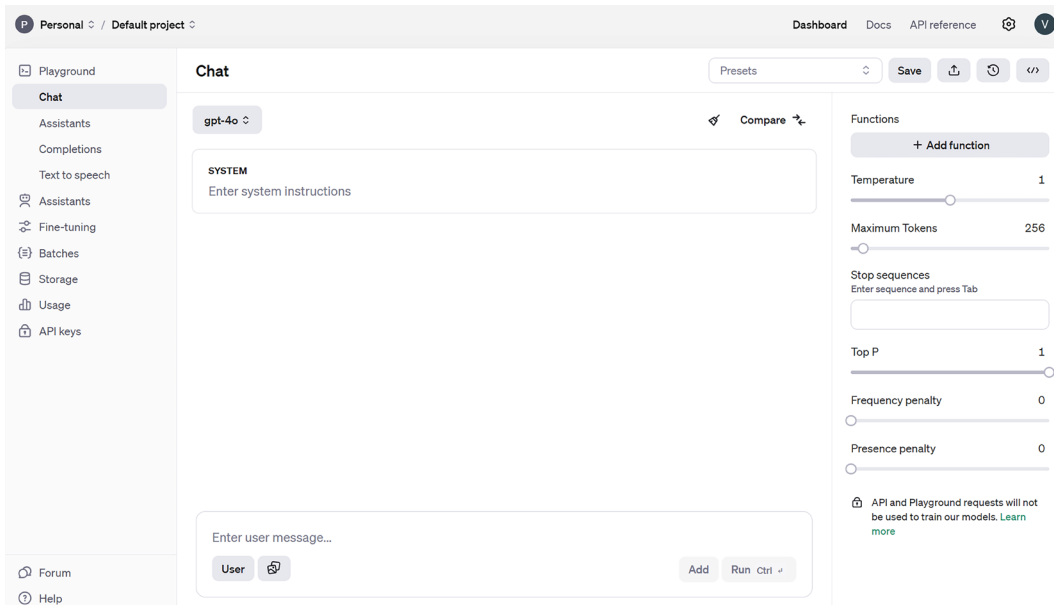 P Personal / Default project
Dashboard Docs API reference V
Playground
Chat
Assistants
Completions
Text to speech
Assistants
Fine-tuning
Batches
Storage
Usage
API keys
Forum
Help
Chat
Presets Save
gpt-4o Compare
SYSTEM
Enter system instructions
Enter user message...
User Add Run Ctrl ↵
Functions
+ Add function
Temperature 1
Maximum Tokens 256
Stop sequences
Enter sequence and press Tab
Top P 1
Frequency penalty 0
Presence penalty 0
API and Playground requests will not
be used to train our models. Learn
more